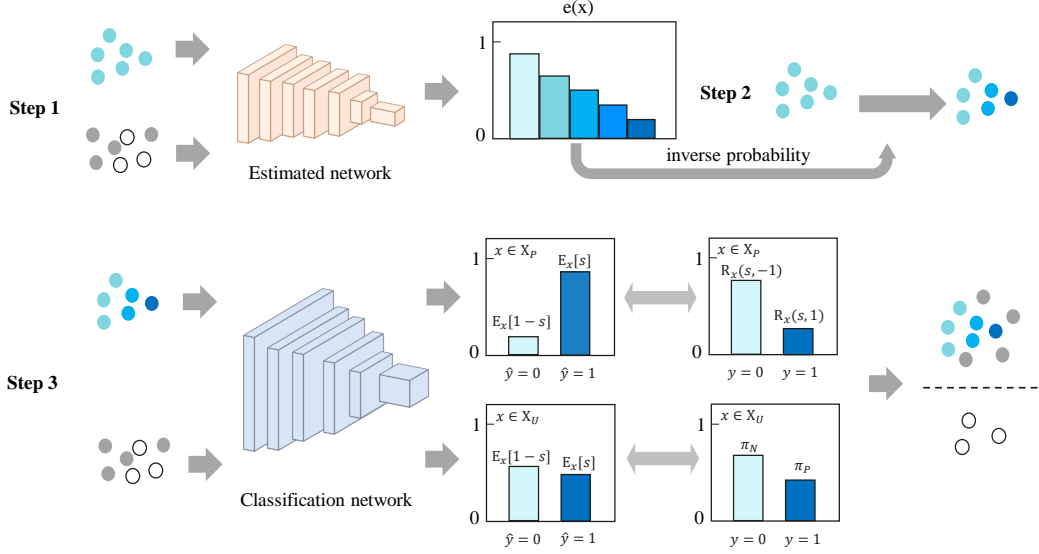 e(x)
1
0
Step 1
Estimated network
Step 2
inverse probability
Step 3
Classification network
x ∈ X_P
1
E_x[s]
E_x[1 − s]
0
ŷ = 0 ŷ = 1
x ∈ X_P
1
R_x(s, −1)
R_x(s, 1)
0
y = 0 y = 1
x ∈ X_U
1
E_x[1 − s] E_x[s]
0
ŷ = 0 ŷ = 1
x ∈ X_U
1
π_N
π_P
0
y = 0 y = 1